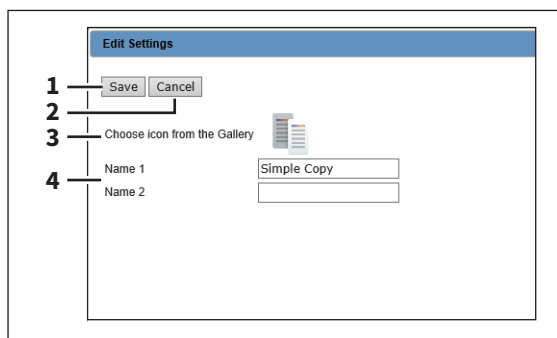 Edit Settings
1 Save Cancel
2
3 Choose icon from the Gallery
4 Name 1 Simple Copy
Name 2